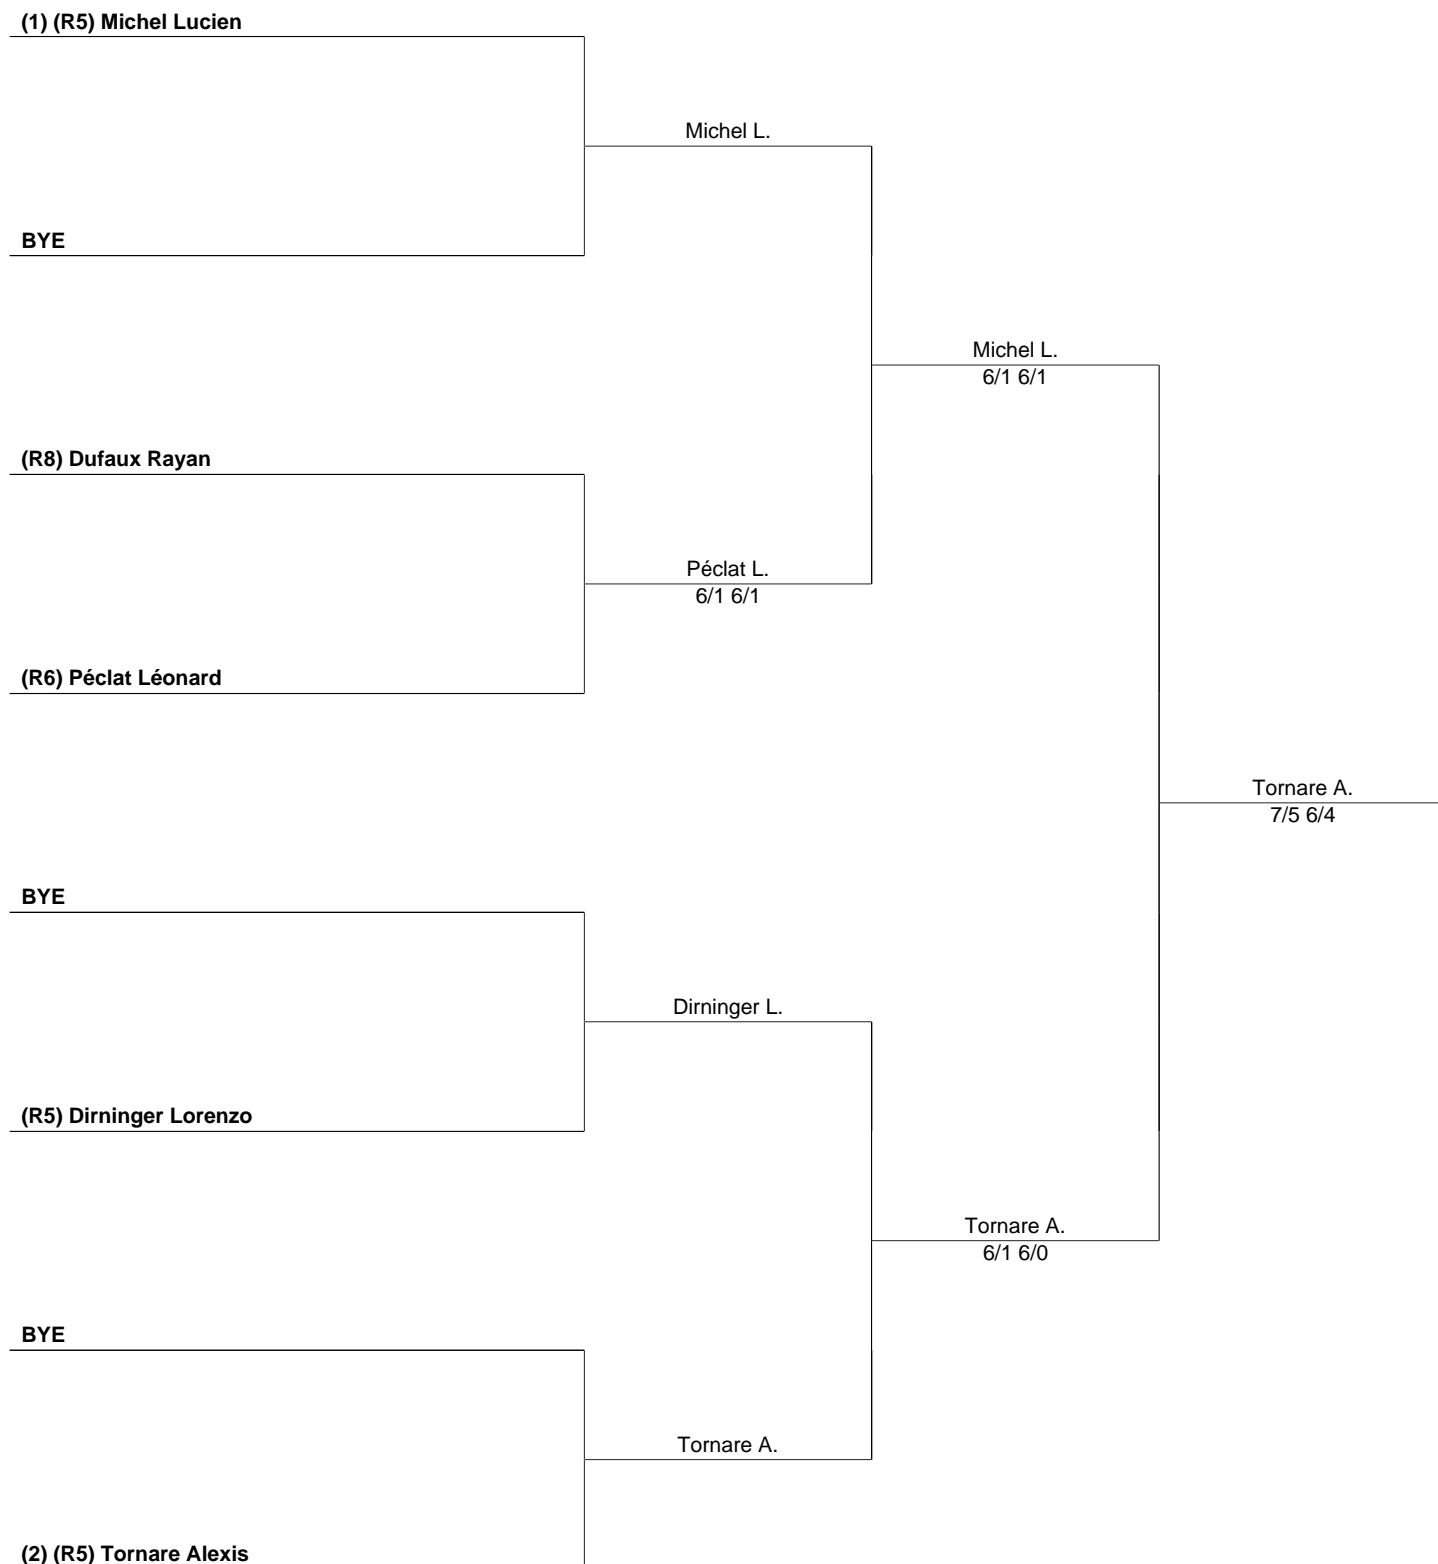 (1) (R5) Michel Lucien
Michel L.
BYE
Michel L.
6/1 6/1
(R8) Dufaux Rayan
Péclat L.
6/1 6/1
(R6) Péclat Léonard
Tornare A.
7/5 6/4
BYE
Dirninger L.
(R5) Dirninger Lorenzo
Tornare A.
6/1 6/0
BYE
Tornare A.
(2) (R5) Tornare Alexis